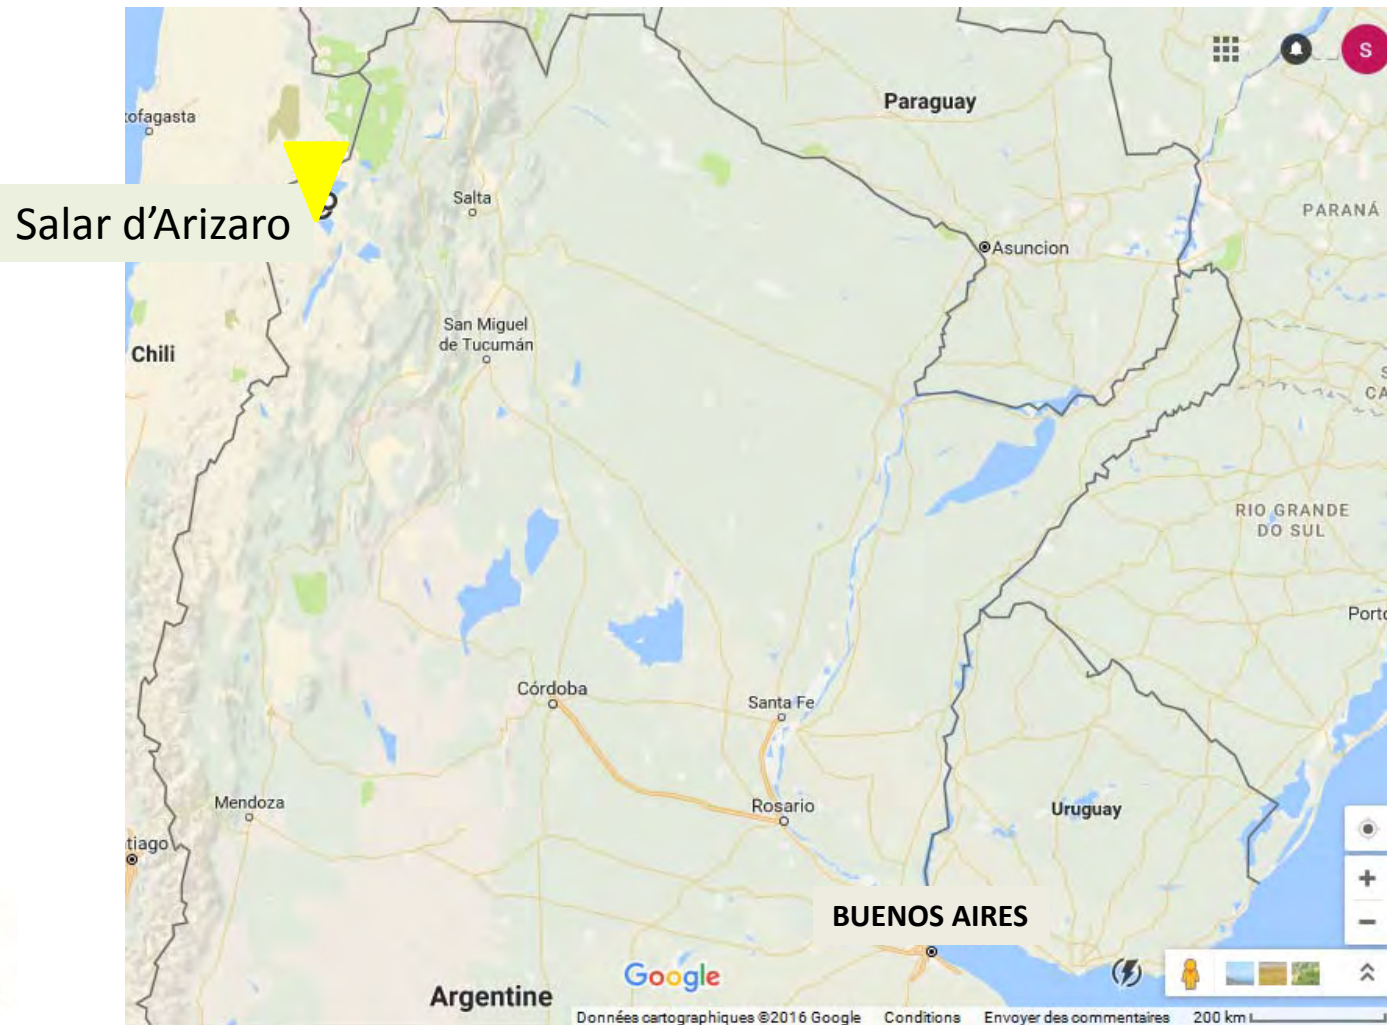 S
Paraguay
ofagasta
Salta
PARANÁ
Salar d'Arizaro
Asuncion
San Miguel
de Tucumán
Chili
S
CA
RIO GRANDE
DO SUL
Porto
Córdoba
Santa Fe
Mendoza
Rosario
Uruguay
tiago
BUENOS AIRES
Google
Argentine
Données cartographiques ©2016 Google Conditions Envoyer des commentaires 200 km